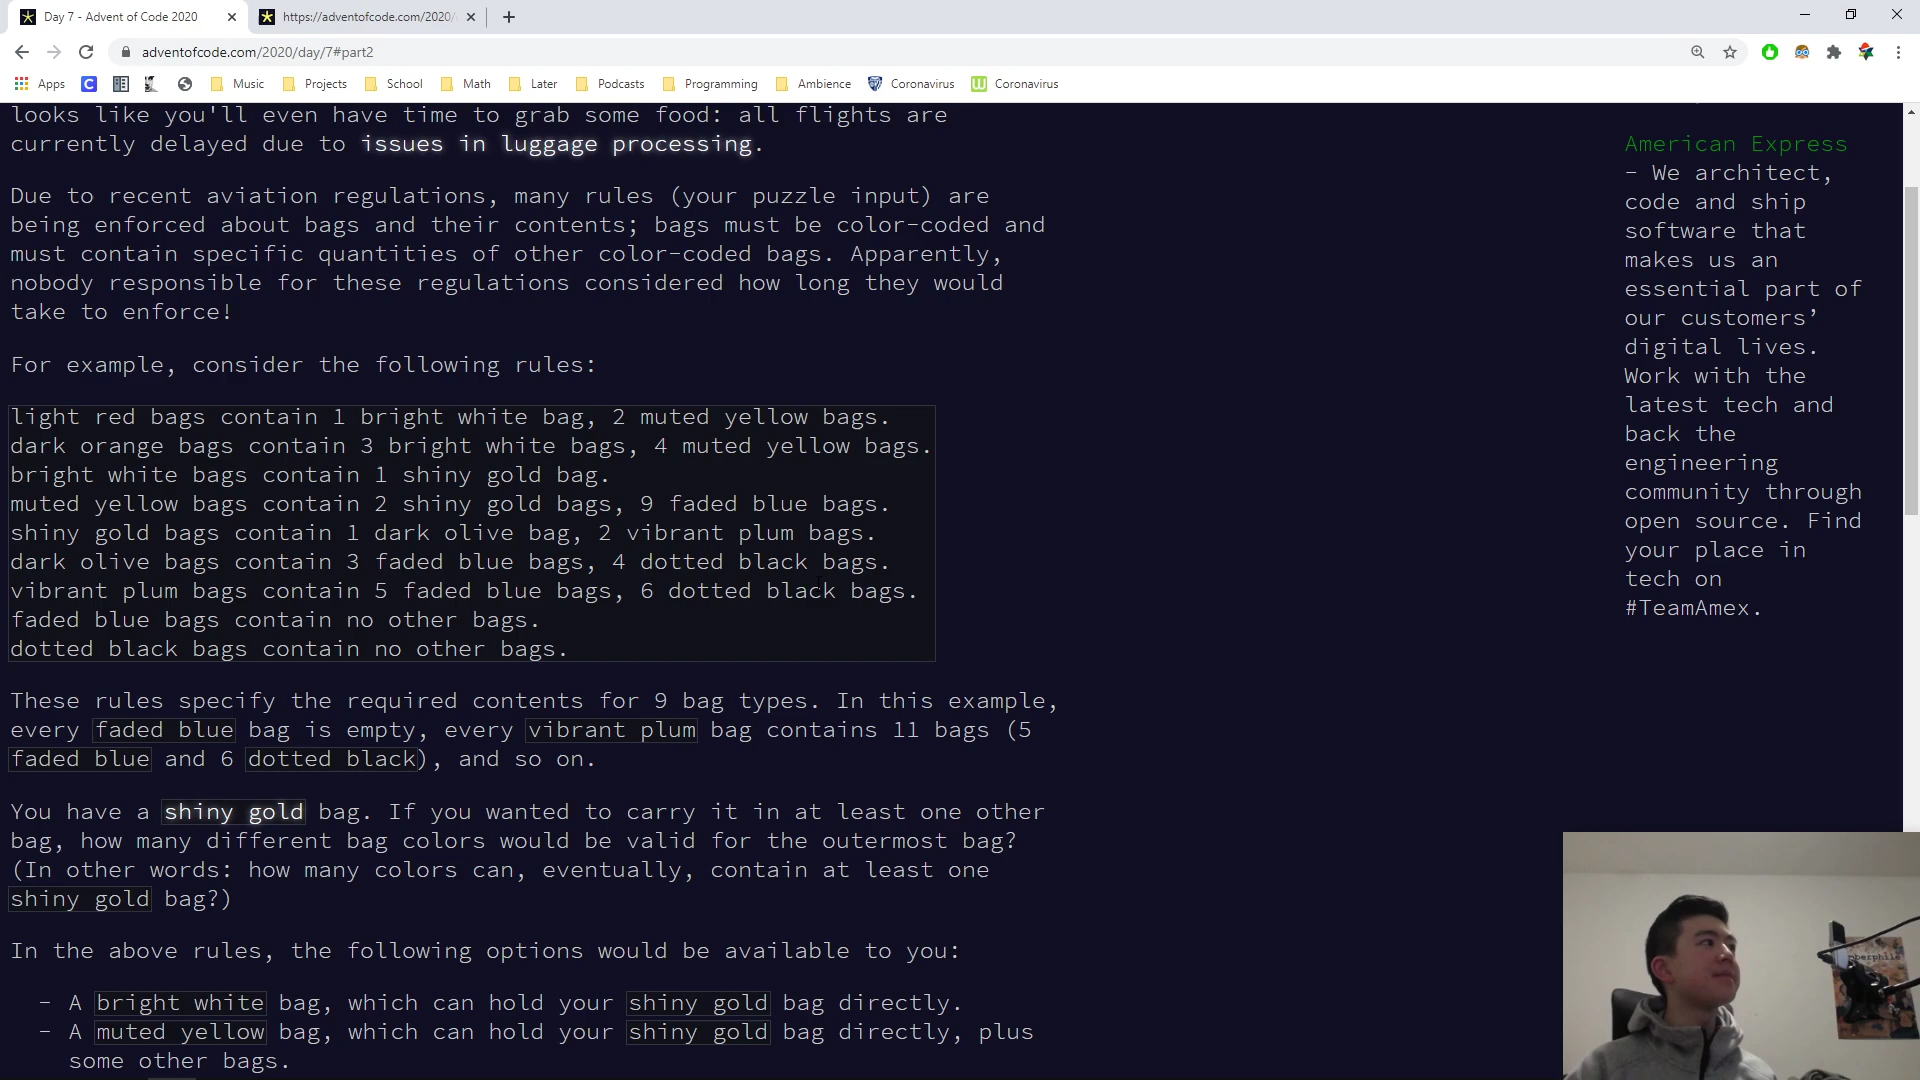 Day 7 - Advent of Code 2020
https://adventofcode.com/2020/
adventofcode.com/2020/day/7#part2
Apps
Music
Projects
School
Math
Later
Podcasts
Programming
Ambience
Coronavirus
Coronavirus
looks like you'll even have time to grab some food: all flights are
currently delayed due to issues in luggage processing.
Due to recent aviation regulations, many rules (your puzzle input) are
being enforced about bags and their contents; bags must be color-coded and
must contain specific quantities of other color-coded bags. Apparently,
nobody responsible for these regulations considered how long they would
take to enforce!
For example, consider the following rules:
light red bags contain 1 bright white bag, 2 muted yellow bags.
dark orange bags contain 3 bright white bags, 4 muted yellow bags.
bright white bags contain 1 shiny gold bag.
muted yellow bags contain 2 shiny gold bags, 9 faded blue bags.
shiny gold bags contain 1 dark olive bag, 2 vibrant plum bags.
dark olive bags contain 3 faded blue bags, 4 dotted black bags.
vibrant plum bags contain 5 faded blue bags, 6 dotted black bags.
faded blue bags contain no other bags.
dotted black bags contain no other bags.
These rules specify the required contents for 9 bag types. In this example,
every faded blue bag is empty, every vibrant plum bag contains 11 bags (5
faded blue and 6 dotted black), and so on.
You have a shiny gold bag. If you wanted to carry it in at least one other
bag, how many different bag colors would be valid for the outermost bag?
(In other words: how many colors can, eventually, contain at least one
shiny gold bag?)
In the above rules, the following options would be available to you:
- A bright white bag, which can hold your shiny gold bag directly.
- A muted yellow bag, which can hold your shiny gold bag directly, plus
some other bags.
American Express
- We architect,
code and ship
software that
makes us an
essential part of
our customers’
digital lives.
Work with the
latest tech and
back the
engineering
community through
open source. Find
your place in
tech on
#TeamAmex.